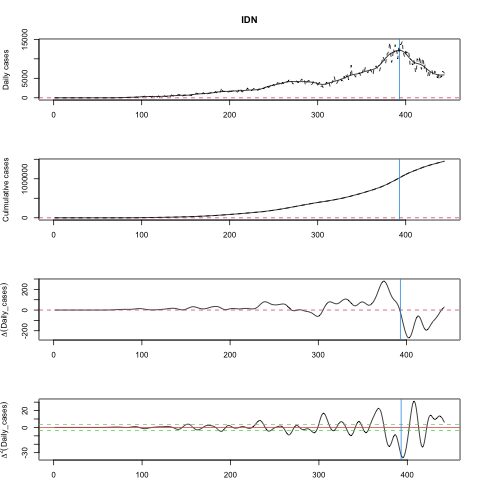 IDN
Daily cases
0 5000 15000
0 100 200 300 400
Culmulative cases
0 1000000
0 100 200 300 400
Δ(Daily_cases)
-200 0 200
0 100 200 300 400
Δ²(Daily_cases)
-30 0 20
0 100 200 300 400